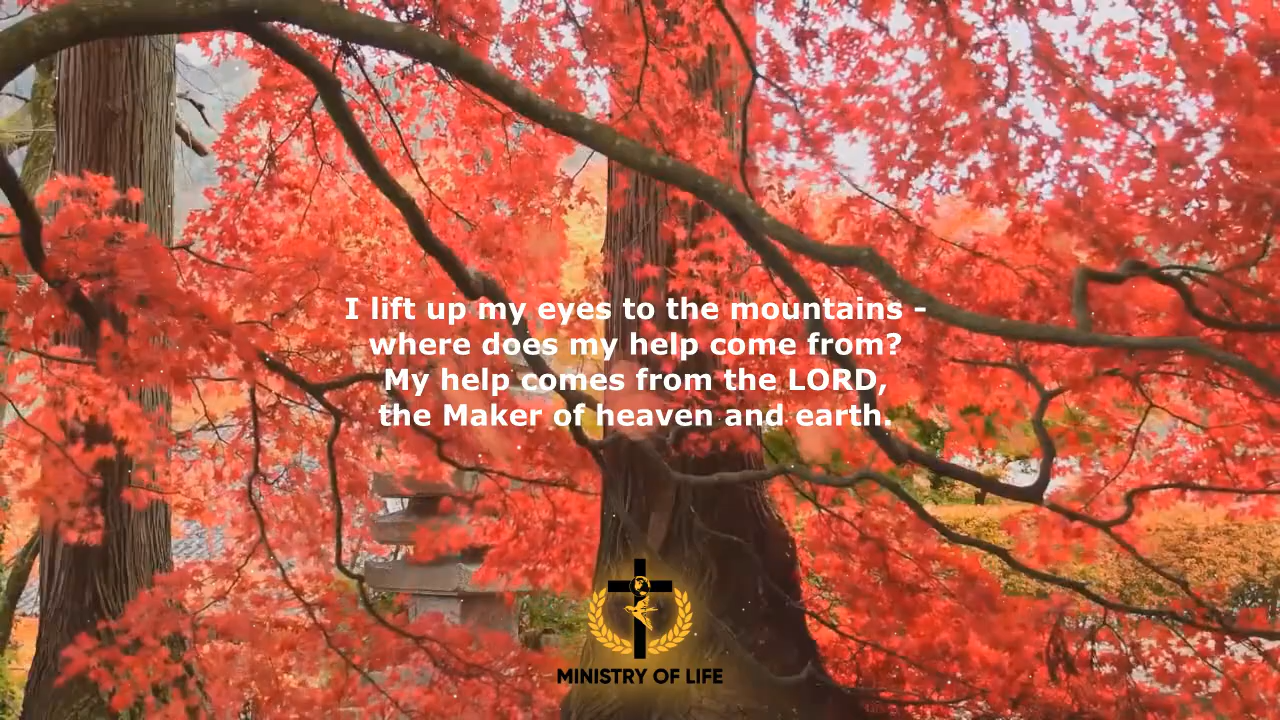 I lift up my eyes to the mountains -
where does my help come from?
My help comes from the LORD,
the Maker of heaven and earth.
MINISTRY OF LIFE